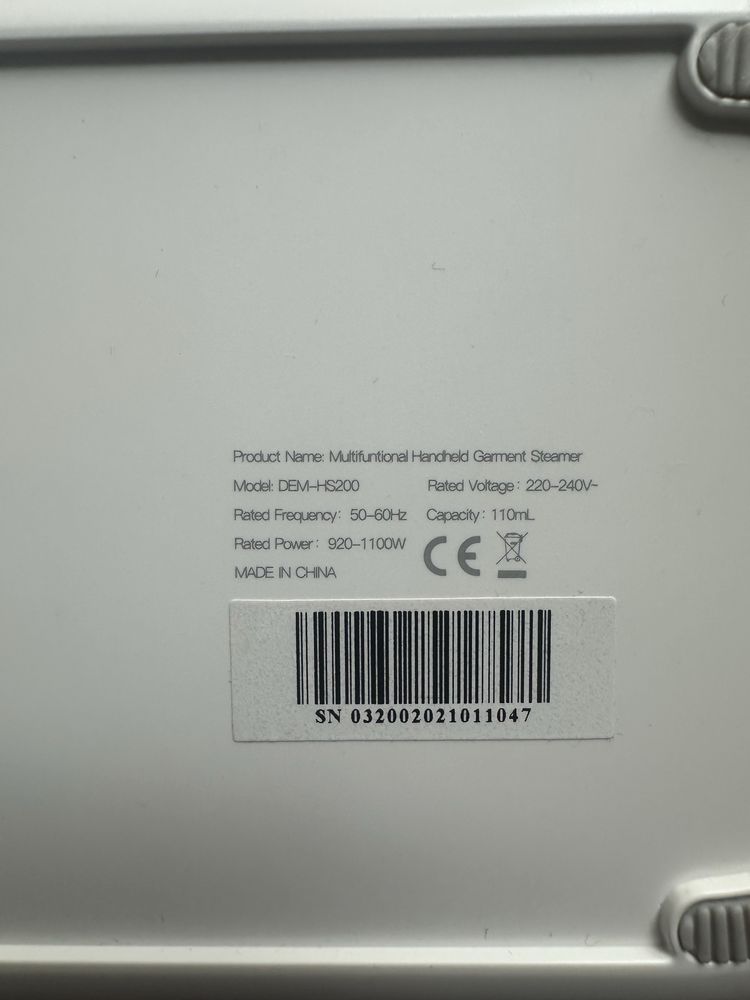 Product Name: Multifuntional Handheld Garment Steamer
Model: DEM-HS200 Rated Voltage: 220-240V~
Rated Frequency: 50-60Hz Capacity: 110mL
Rated Power: 920-1100W
MADE IN CHINA
CE
SN 032002021011047